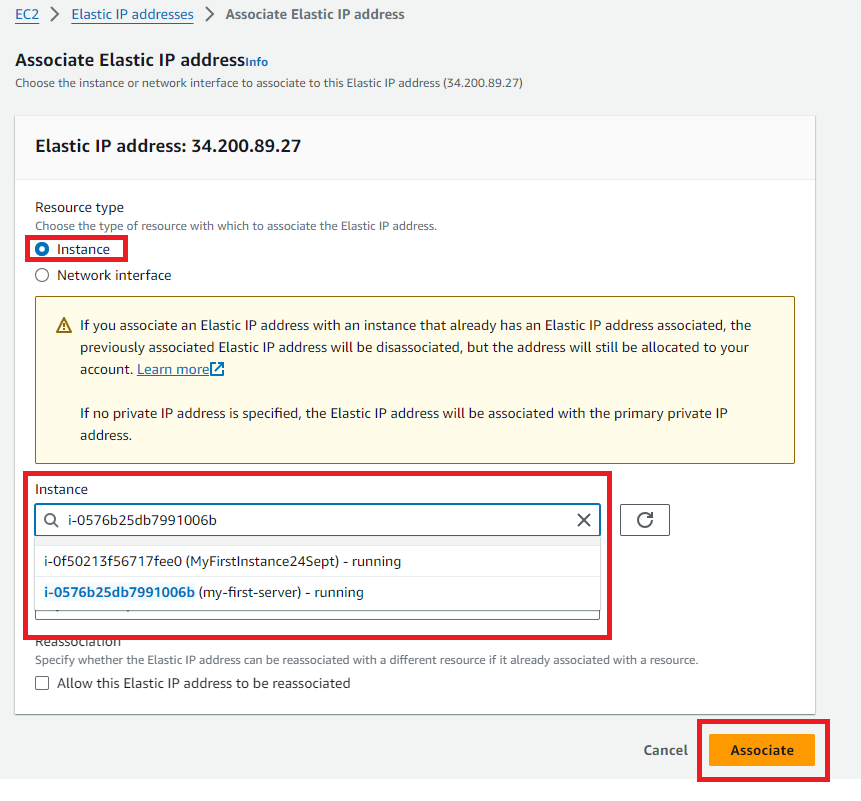 EC2 > Elastic IP addresses > Associate Elastic IP address
Associate Elastic IP address Info
Choose the instance or network interface to associate to this Elastic IP address (34.200.89.27)
Elastic IP address: 34.200.89.27
Resource type
Choose the type of resource with which to associate the Elastic IP address.
Instance
Network interface
If you associate an Elastic IP address with an instance that already has an Elastic IP address associated, the
previously associated Elastic IP address will be disassociated, but the address will still be allocated to your
account. Learn more
If no private IP address is specified, the Elastic IP address will be associated with the primary private IP
address.
Instance
i-0576b25db7991006b
i-0f50213f56717fee0 (MyFirstInstance24Sept) - running
i-0576b25db7991006b (my-first-server) - running
Reassociation
Specify whether the Elastic IP address can be reassociated with a different resource if it already associated with a resource.
Allow this Elastic IP address to be reassociated
Cancel
Associate